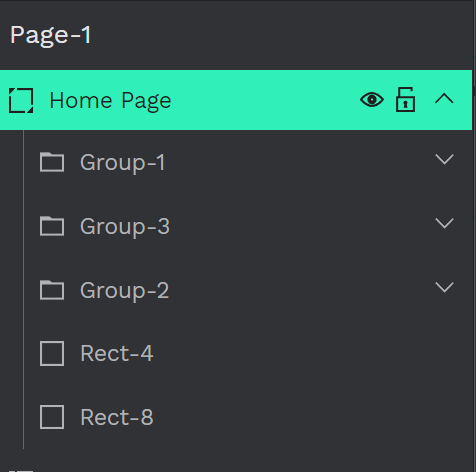 Page-1
Home Page
Group-1
Group-3
Group-2
Rect-4
Rect-8